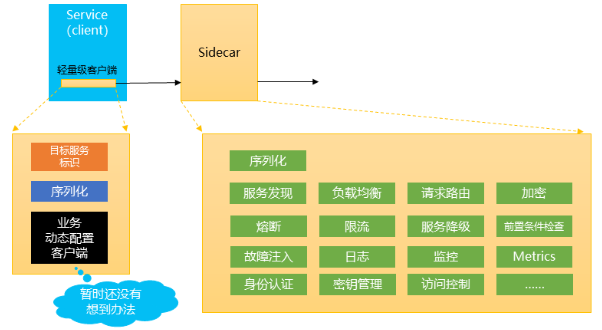 Service
(client)
轻量级客户端
Sidecar
目标服务
标识
序列化
业务
动态配置
客户端
暂时还没有
想到办法
序列化
服务发现 负载均衡 请求路由 加密
熔断 限流 服务降级 前置条件检查
故障注入 日志 监控 Metrics
身份认证 密钥管理 访问控制 ......